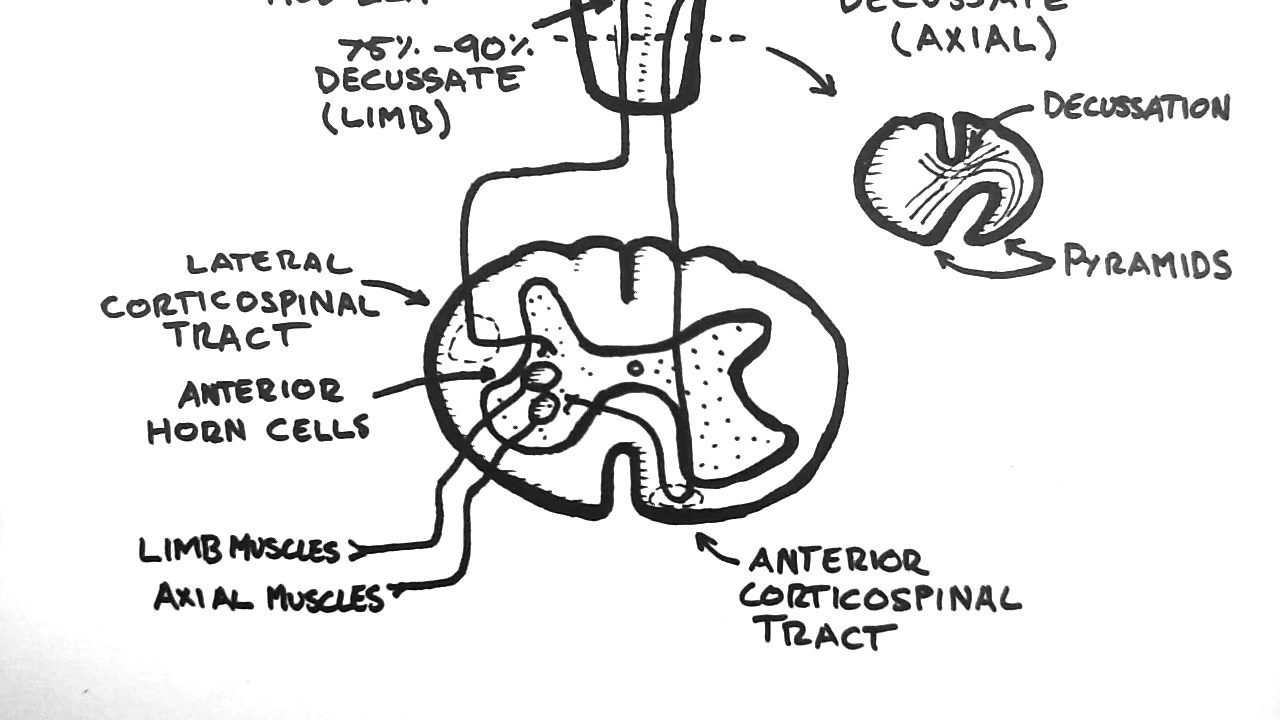 75% -90%
DECUSSATE
(LIMB)
DECUSSATE
(AXIAL)
DECUSSATION
PYRAMIDS
LATERAL
CORTICOSPINAL
TRACT
ANTERIOR
HORN CELLS
LIMB MUSCLES
AXIAL MUSCLES
ANTERIOR
CORTICOSPINAL
TRACT